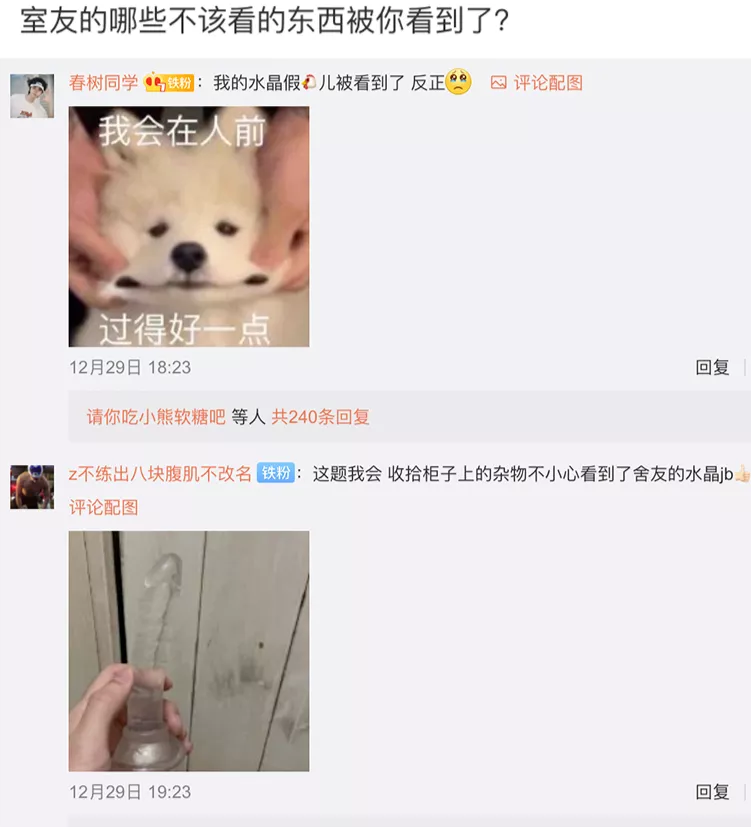 室友的哪些不该看的东西被你看到了?
春树同学 铁粉：我的水晶假🐧儿被看到了 反正🥺 评论配图
我会在人前
过得好一点
12月29日 18:23 回复
请你吃小熊软糖吧 等人 共240条回复
z不练出八块腹肌不改名 铁粉：这题我会 收拾柜子上的杂物不小心看到了舍友的水晶jb👍
评论配图
12月29日 19:23 回复